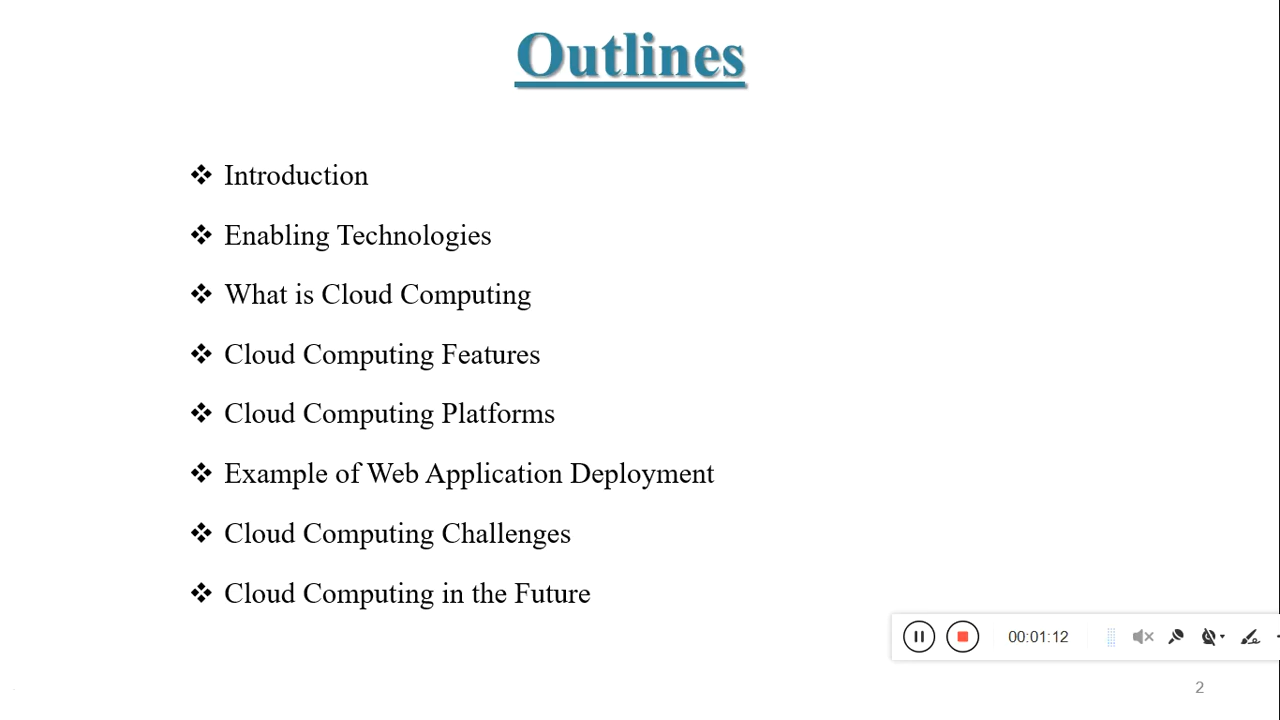 Outlines
❖ Introduction
❖ Enabling Technologies
❖ What is Cloud Computing
❖ Cloud Computing Features
❖ Cloud Computing Platforms
❖ Example of Web Application Deployment
❖ Cloud Computing Challenges
❖ Cloud Computing in the Future
00:01:12
2